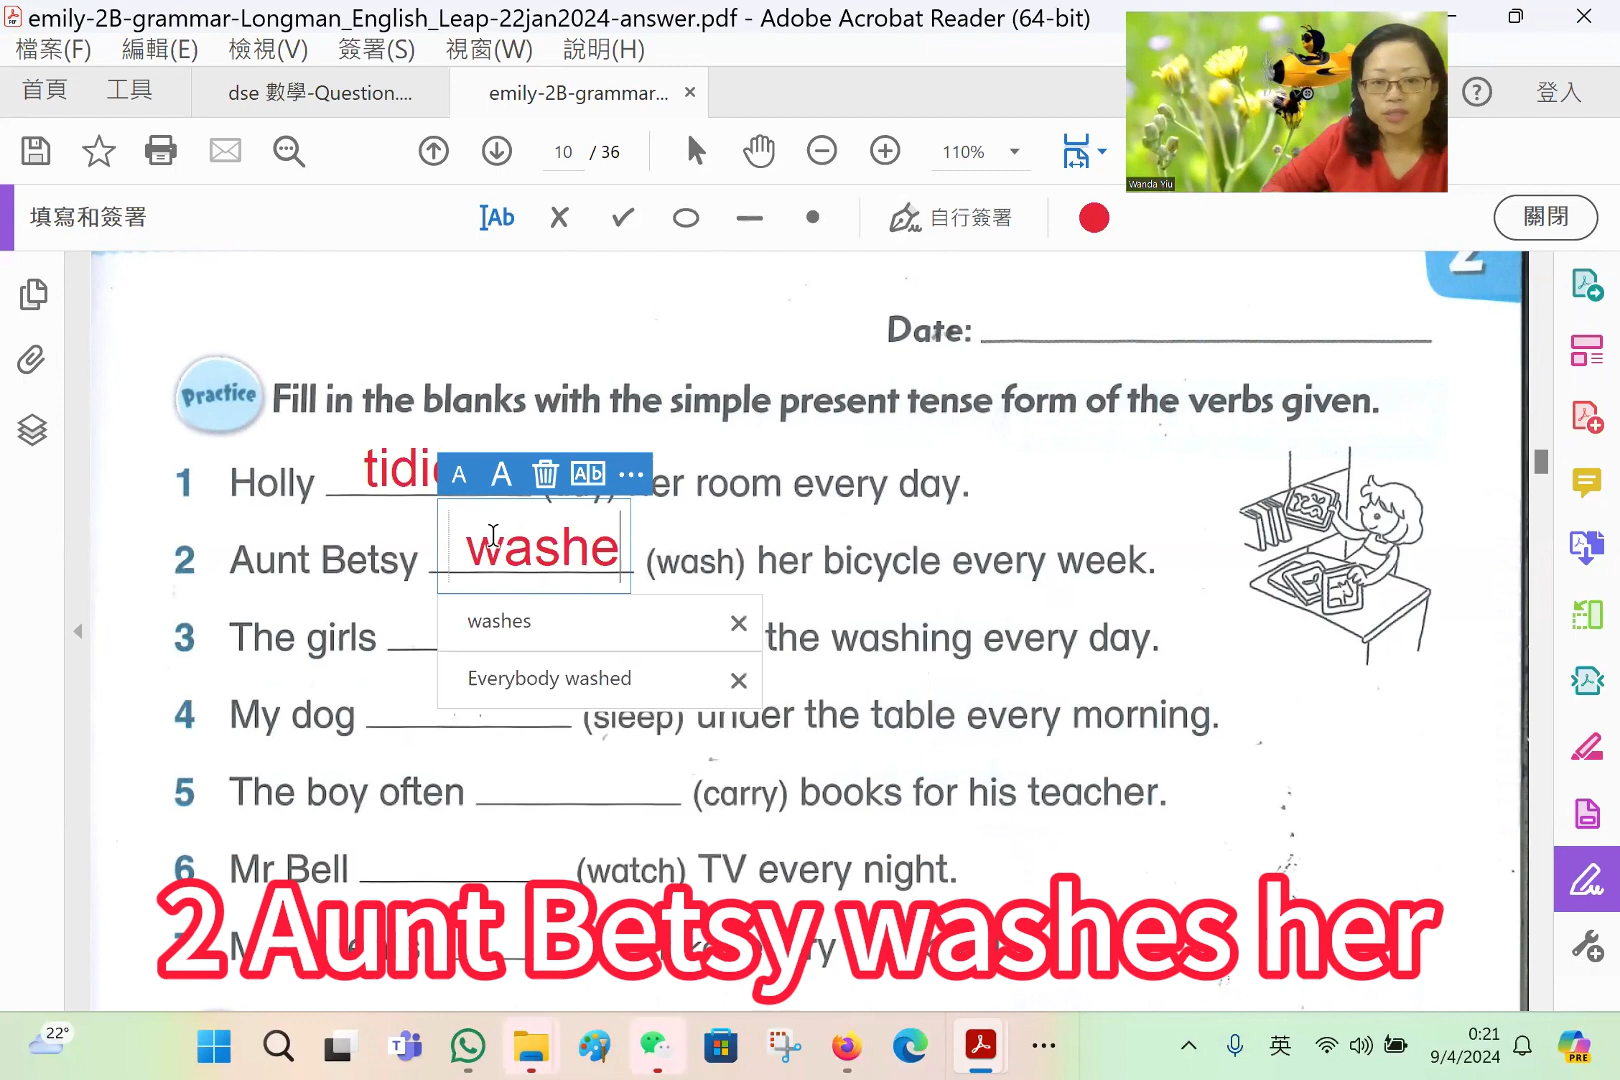 emily-2B-grammar-Longman_English_Leap-22jan2024-answer.pdf - Adobe Acrobat Reader (64-bit)
檔案(F) 編輯(E) 檢視(V) 簽署(S) 視窗(W) 說明(H)
首頁 工具 dse 數學-Question.... emily-2B-grammar... 登入
10 / 36 110%
Wanda Yiu
填寫和簽署 Ab 自行簽署 關閉
2
Date:
Practice Fill in the blanks with the simple present tense form of the verbs given.
1 Holly tidie er room every day.
2 Aunt Betsy washe (wash) her bicycle every week.
washes
3 The girls the washing every day.
Everybody washed
4 My dog (sleep) under the table every morning.
5 The boy often (carry) books for his teacher.
6 Mr Bell (watch) TV every night.
2 Aunt Betsy washes her
22° 英 0:21
9/4/2024
PRE